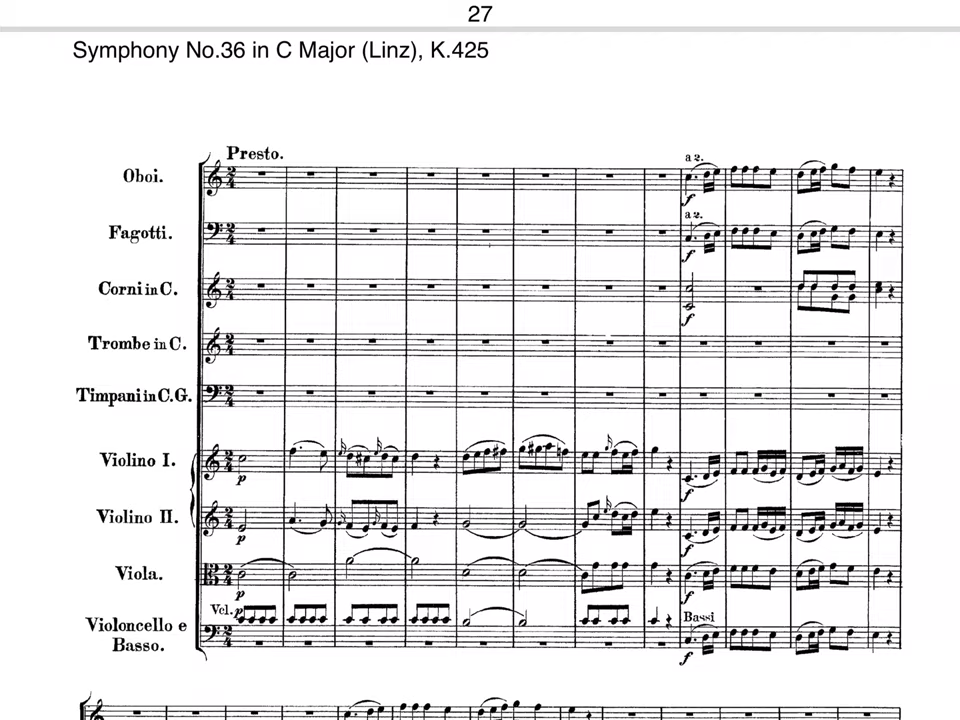 27
Symphony No.36 in C Major (Linz), K.425
Presto.
Oboi.
a 2.
f
Fagotti.
a 2.
f
Corni in C.
f
Trombe in C.
Timpani in C.G.
Violino I.
p
f
Violino II.
p
f
Viola.
p
f
Vcl. p
Bassi
Violoncello e
Basso.
f